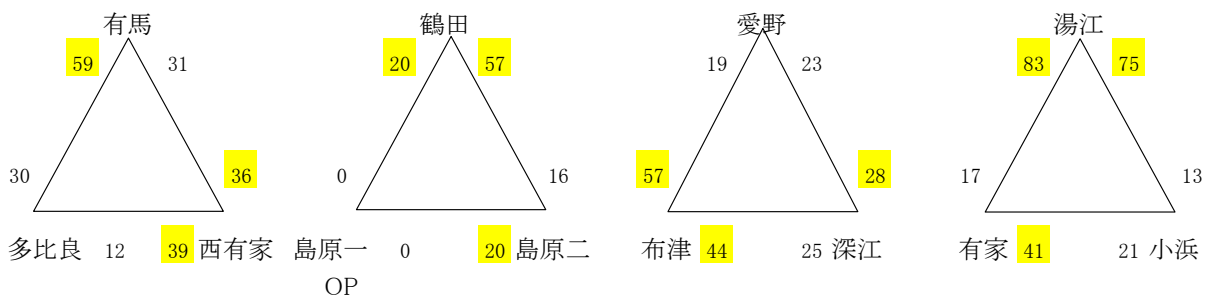 有馬 鶴田 愛野 湯江
59 31 20 57 19 23 83 75
30 36 0 16 57 28 17 13
多比良 12 39 西有家 島原一 0 20 島原二 布津 44 25 深江 有家 41 21 小浜
OP